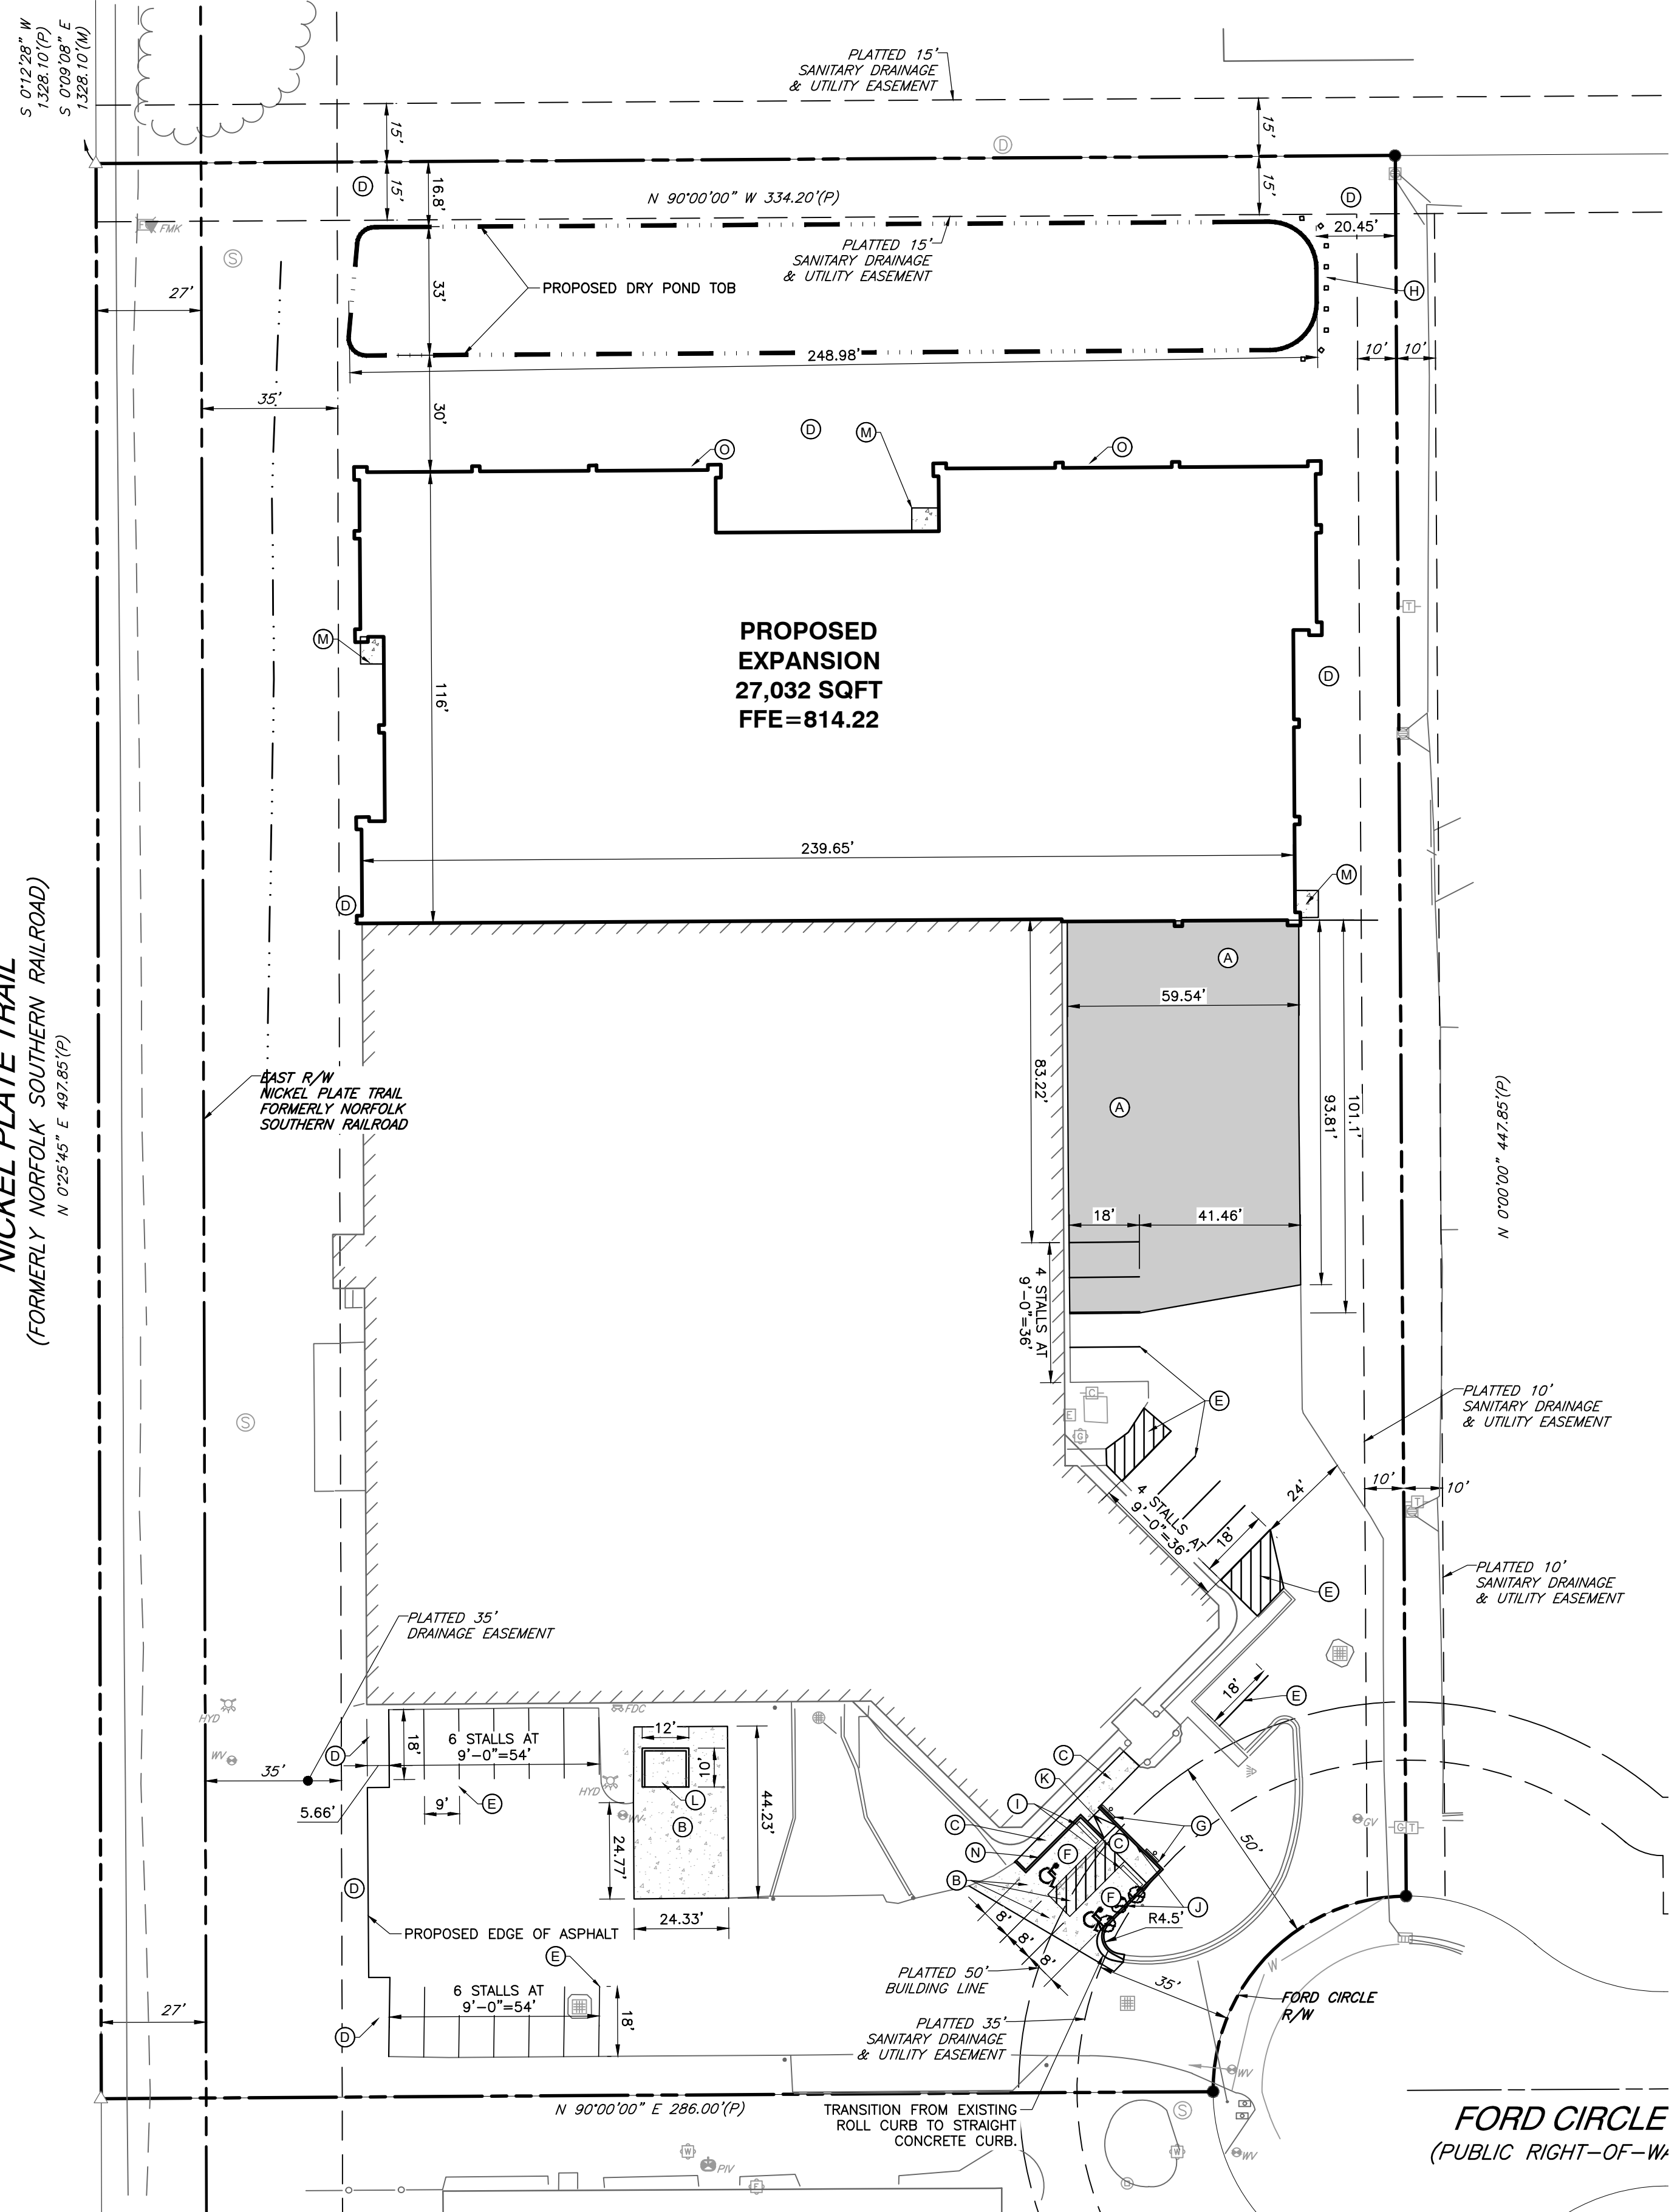 S 0°12'28" W
1328.10'(P)
S 0°09'08" E
1328.10'(M)
PLATTED 15'
SANITARY DRAINAGE
& UTILITY EASEMENT
15'
15'
D
D
15'
16.8'
N 90°00'00" W 334.20'(P)
15'
D
FMK
20.45'
S
PLATTED 15'
SANITARY DRAINAGE
& UTILITY EASEMENT
27'
33'
PROPOSED DRY POND TOB
H
248.98'
10'
10'
35'
30'
D
M
O
O
T
PROPOSED
EXPANSION
27,032 SQFT
FFE=814.22
M
D
116'
239.65'
M
D
A
NICKEL PLATE TRAIL
(FORMERLY NORFOLK SOUTHERN RAILROAD)
N 0°25'45" E 497.85'(P)
59.54'
EAST R/W
NICKEL PLATE TRAIL
FORMERLY NORFOLK
SOUTHERN RAILROAD
83.22'
A
93.81'
101.1'
N 0°00'00" 447.85'(P)
18'
41.46'
4 STALLS AT
9'-0"=36'
C
E
E
G
PLATTED 10'
SANITARY DRAINAGE
& UTILITY EASEMENT
S
24'
10'
10'
T
4 STALLS AT
9'-0"=36'
18'
E
PLATTED 10'
SANITARY DRAINAGE
& UTILITY EASEMENT
PLATTED 35'
DRAINAGE EASEMENT
18'
E
HYD
FDC
WV
D
18'
6 STALLS AT
9'-0"=54'
12'
10'
35'
5.66'
9'
E
HYD
WV
L
B
44.23'
24.77'
24.33'
C
K
I
C
N
B
F
C
F
G
J
R4.5'
50'
GV
G
T
8'
8'
8'
D
PROPOSED EDGE OF ASPHALT
E
6 STALLS AT
9'-0"=54'
18'
27'
D
PLATTED 50'
BUILDING LINE
35'
W
FORD CIRCLE
R/W
PLATTED 35'
SANITARY DRAINAGE
& UTILITY EASEMENT
WV
N 90°00'00" E 286.00'(P)
TRANSITION FROM EXISTING
ROLL CURB TO STRAIGHT
CONCRETE CURB.
S
W
PIV
W
WV
FORD CIRCLE
(PUBLIC RIGHT-OF-WA